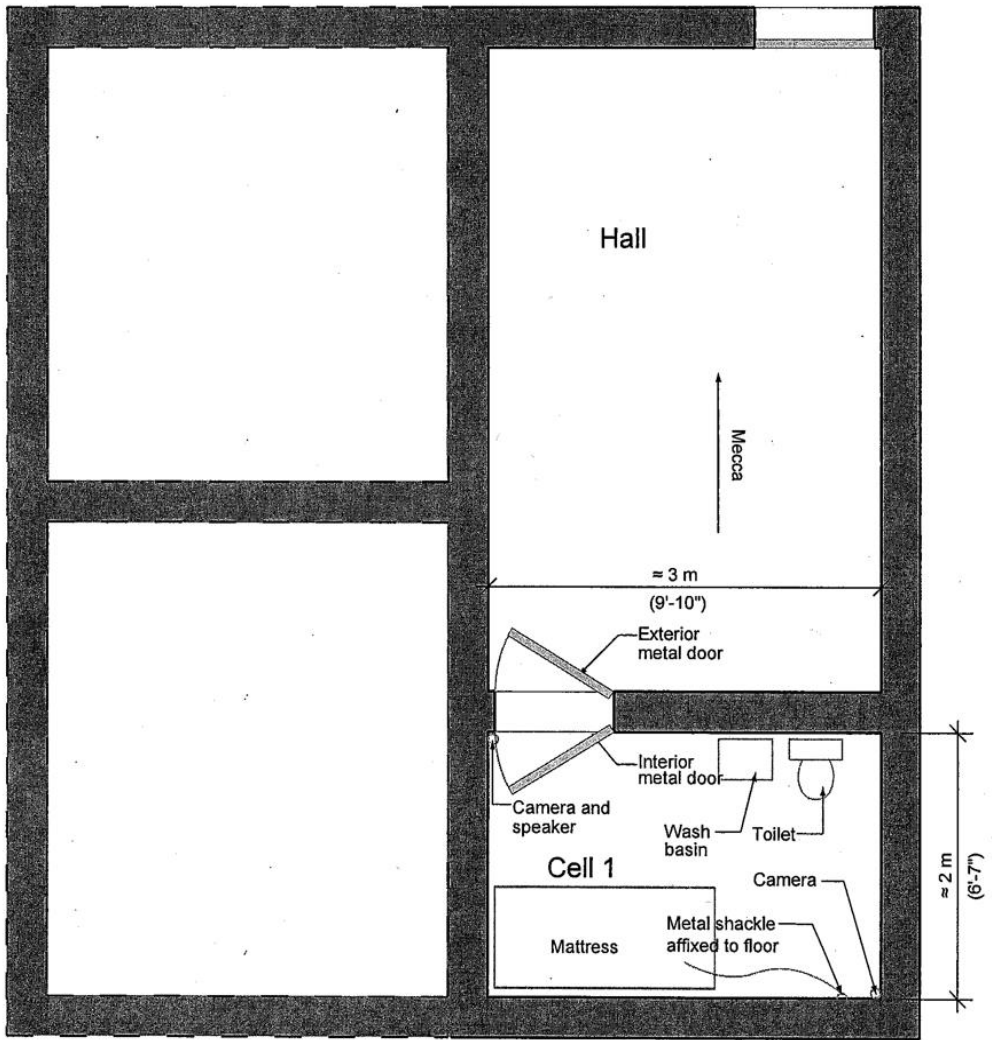 Hall
Mecca
≈ 3 m
(9'-10")
Exterior
metal door
Interior
metal door
Camera and
speaker
Wash
basin
Toilet
Cell 1
Camera
Metal shackle
affixed to floor
Mattress
≈ 2 m
(6'-7")